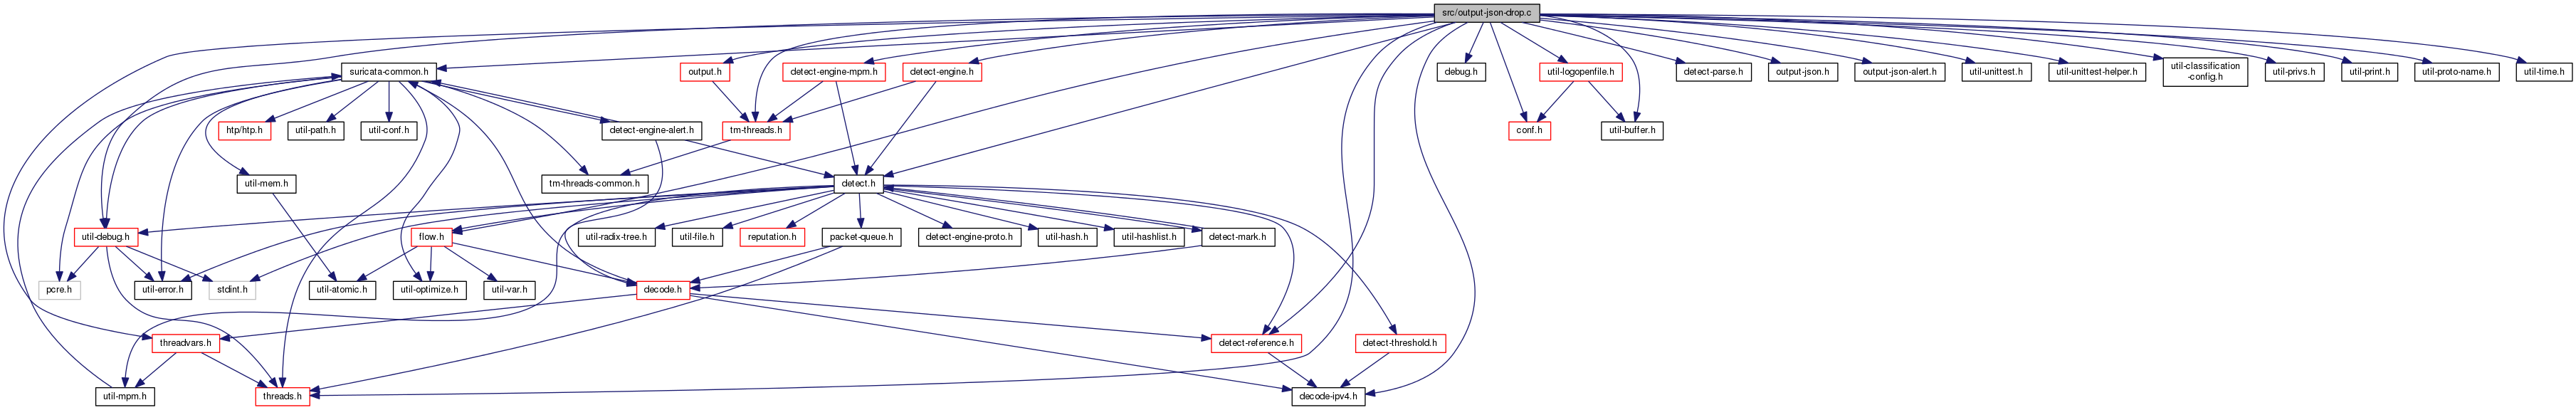 src/output-json-drop.c
suricata-common.h
output.h
detect-engine-mpm.h
detect-engine.h
debug.h
util-logopenfile.h
detect-parse.h
output-json.h
output-json-alert.h
util-unittest.h
util-unittest-helper.h
util-classification
-config.h
util-privs.h
util-print.h
util-proto-name.h
util-time.h
htp/htp.h
util-path.h
util-conf.h
detect-engine-alert.h
tm-threads.h
conf.h
util-buffer.h
util-mem.h
tm-threads-common.h
detect.h
util-debug.h
flow.h
util-radix-tree.h
util-file.h
reputation.h
packet-queue.h
detect-engine-proto.h
util-hash.h
util-hashlist.h
detect-mark.h
pcre.h
util-error.h
stdint.h
util-atomic.h
util-optimize.h
util-var.h
decode.h
threadvars.h
detect-reference.h
detect-threshold.h
util-mpm.h
threads.h
decode-ipv4.h